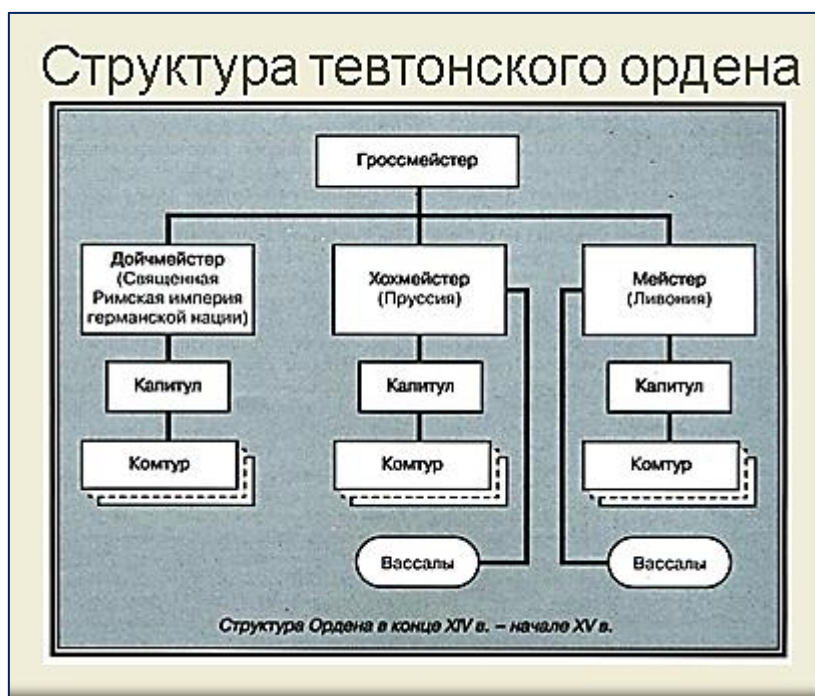 Структура тевтонского ордена
Гроссмейстер
Дойчмейстер
(Священная
Римская империя
германской нации)
Хохмейстер
(Пруссия)
Мейстер
(Ливония)
Капитул
Капитул
Капитул
Комтур
Комтур
Комтур
Вассалы
Вассалы
Структура Ордена в конце XIV в. – начале XV в.